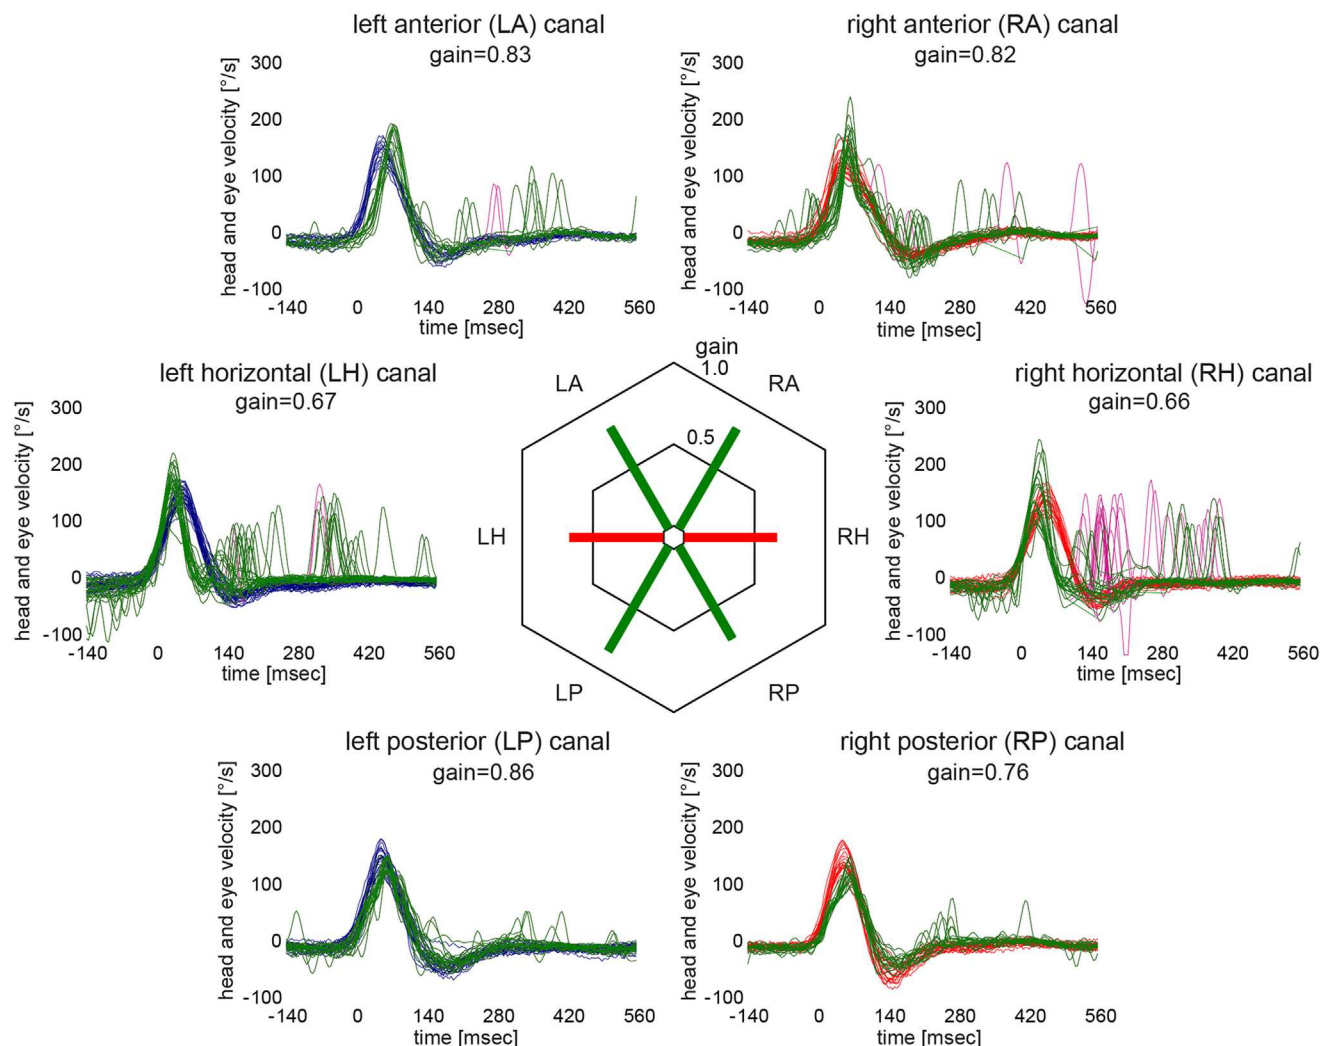 left anterior (LA) canal
gain=0.83
head and eye velocity [°/s]
300
200
100
0
-100
-140 0 140 280 420 560
time [msec]
right anterior (RA) canal
gain=0.82
head and eye velocity [°/s]
300
200
100
0
-100
-140 0 140 280 420 560
time [msec]
left horizontal (LH) canal
gain=0.67
head and eye velocity [°/s]
300
200
100
0
-100
-140 0 140 280 420 560
time [msec]
gain
1.0
0.5
LA
RA
LH
RH
LP
RP
right horizontal (RH) canal
gain=0.66
head and eye velocity [°/s]
300
200
100
0
-100
-140 0 140 280 420 560
time [msec]
left posterior (LP) canal
gain=0.86
head and eye velocity [°/s]
300
200
100
0
-100
-140 0 140 280 420 560
time [msec]
right posterior (RP) canal
gain=0.76
head and eye velocity [°/s]
300
200
100
0
-100
-140 0 140 280 420 560
time [msec]